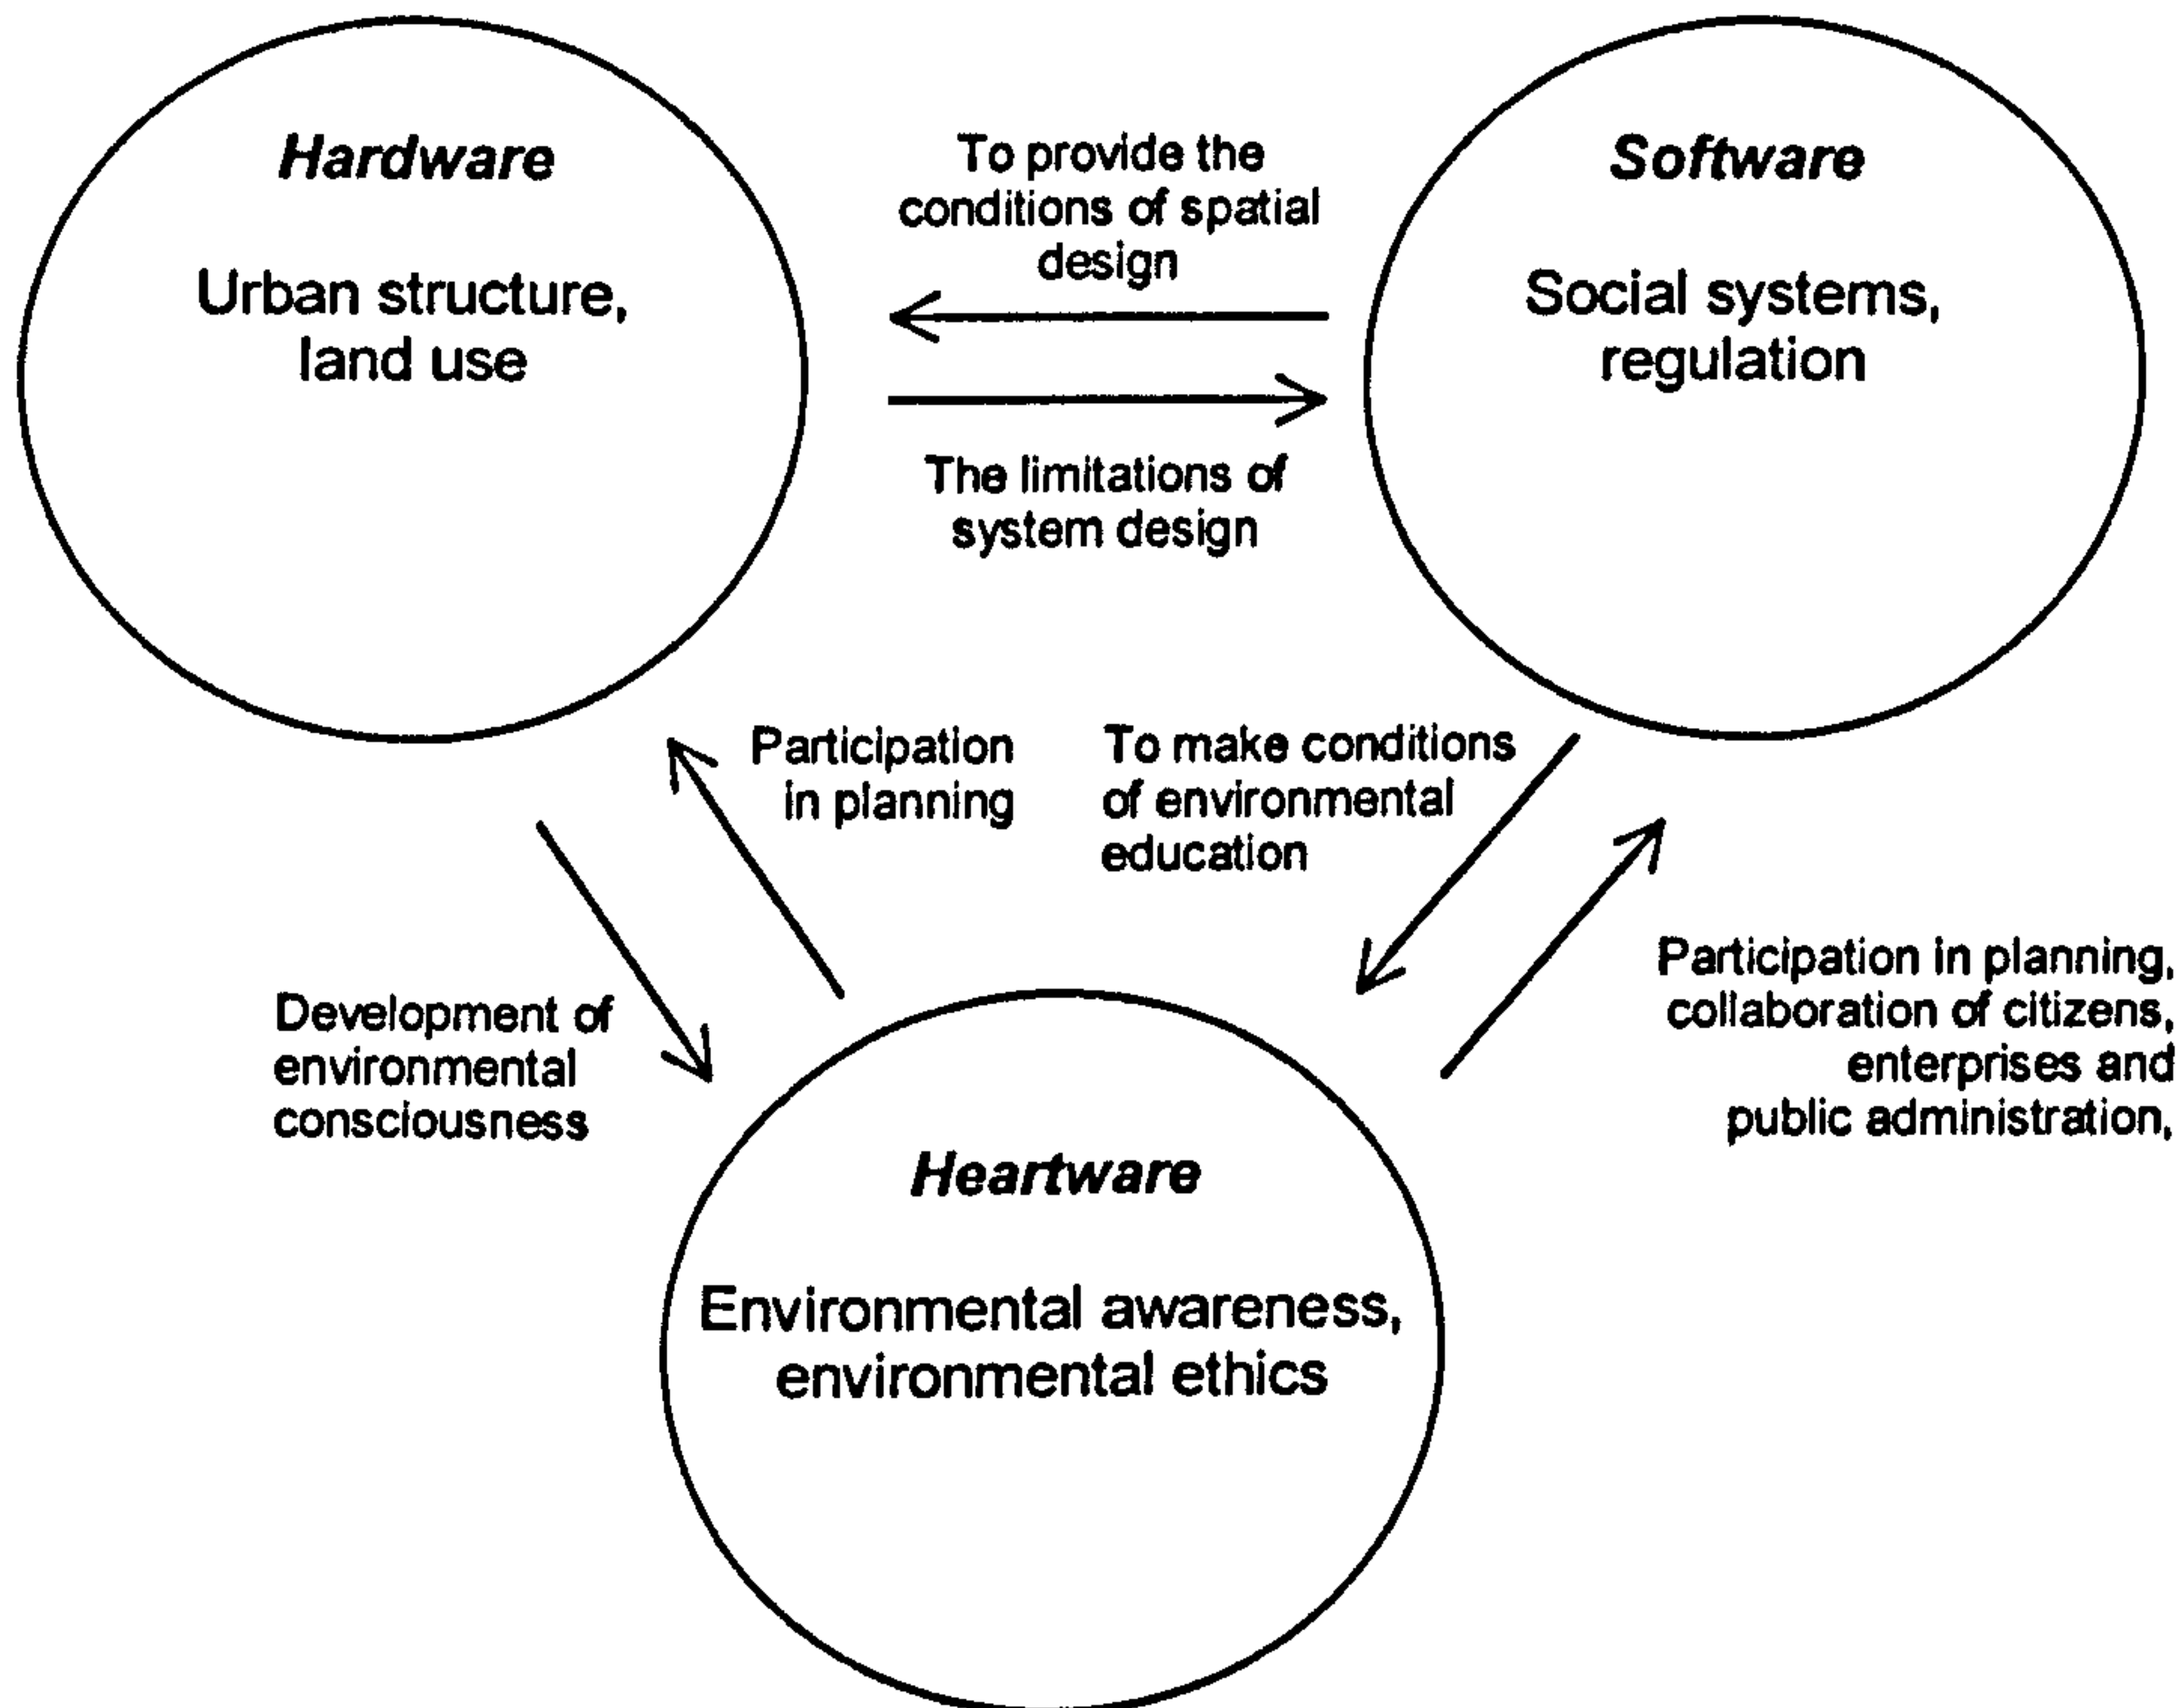 Hardware
Urban structure,
land use
To provide the
conditions of spatial
design
The limitations of
system design
Software
Social systems,
regulation
Participation
in planning
To make conditions
of environmental
education
Development of
environmental
consciousness
Participation in planning,
collaboration of citizens,
enterprises and
public administration,
Heartware
Environmental awareness,
environmental ethics